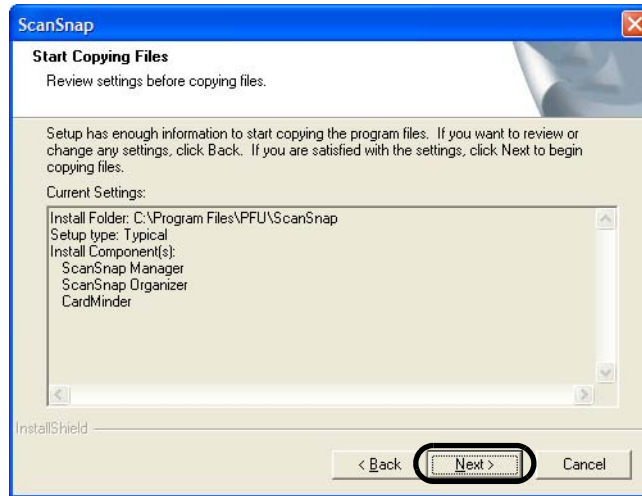 ScanSnap
Start Copying Files
Review settings before copying files.
Setup has enough information to start copying the program files.  If you want to review or
change any settings, click Back.  If you are satisfied with the settings, click Next to begin
copying files.
Current Settings:
Install Folder: C:\Program Files\PFU\ScanSnap
Setup type: Typical
Install Component(s):
ScanSnap Manager
ScanSnap Organizer
CardMinder
InstallShield
< Back
Next >
Cancel